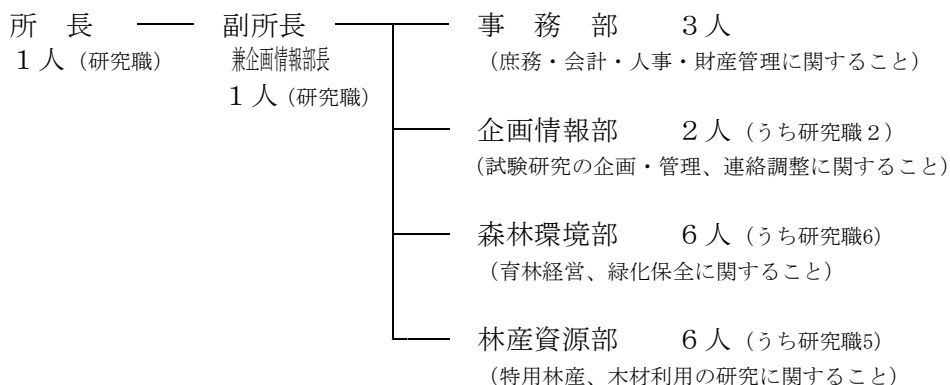 所　長
１人（研究職）
副所長
兼企画情報部長
１人（研究職）
事　務　部　　３人
（庶務・会計・人事・財産管理に関すること）
企画情報部　　２人（うち研究職２）
（試験研究の企画・管理、連絡調整に関すること）
森林環境部　　６人（うち研究職6）
（育林経営、緑化保全に関すること）
林産資源部　　６人（うち研究職5）
（特用林産、木材利用の研究に関すること）